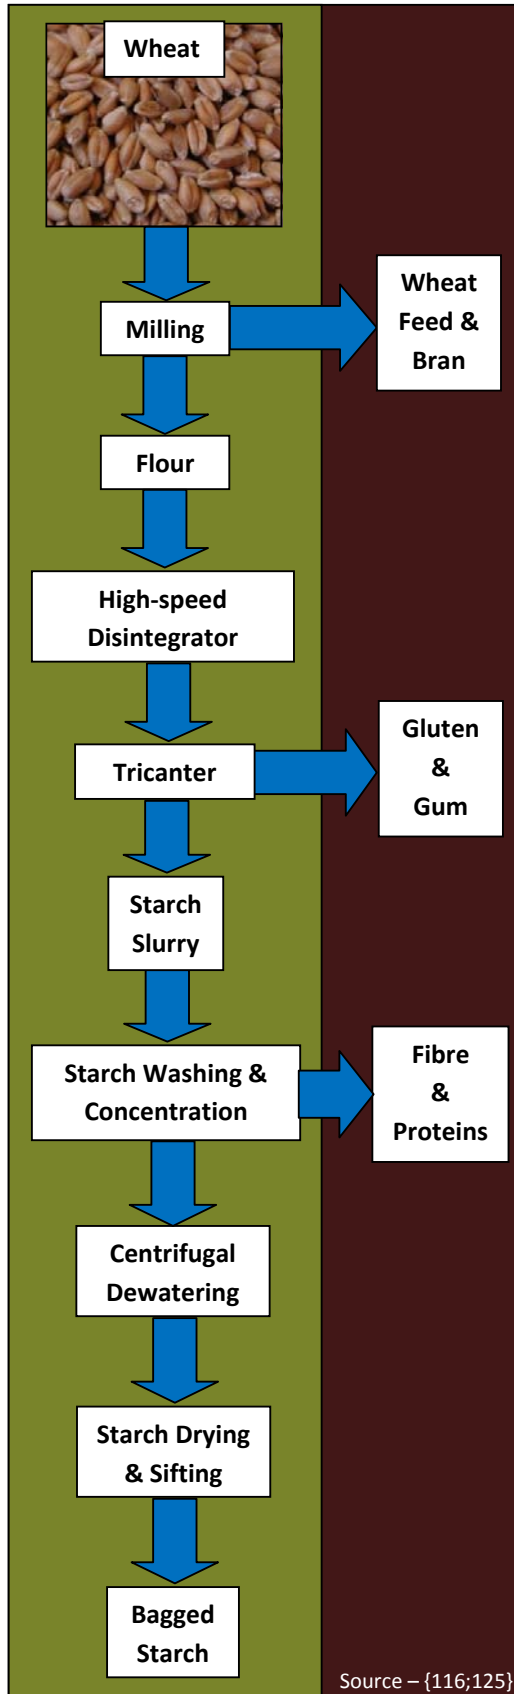 Wheat
Milling
Wheat
Feed &
Bran
Flour
High-speed
Disintegrator
Tricanter
Gluten
&
Gum
Starch
Slurry
Starch Washing &
Concentration
Fibre
&
Proteins
Centrifugal
Dewatering
Starch Drying
& Sifting
Bagged
Starch
Source – {116;125}